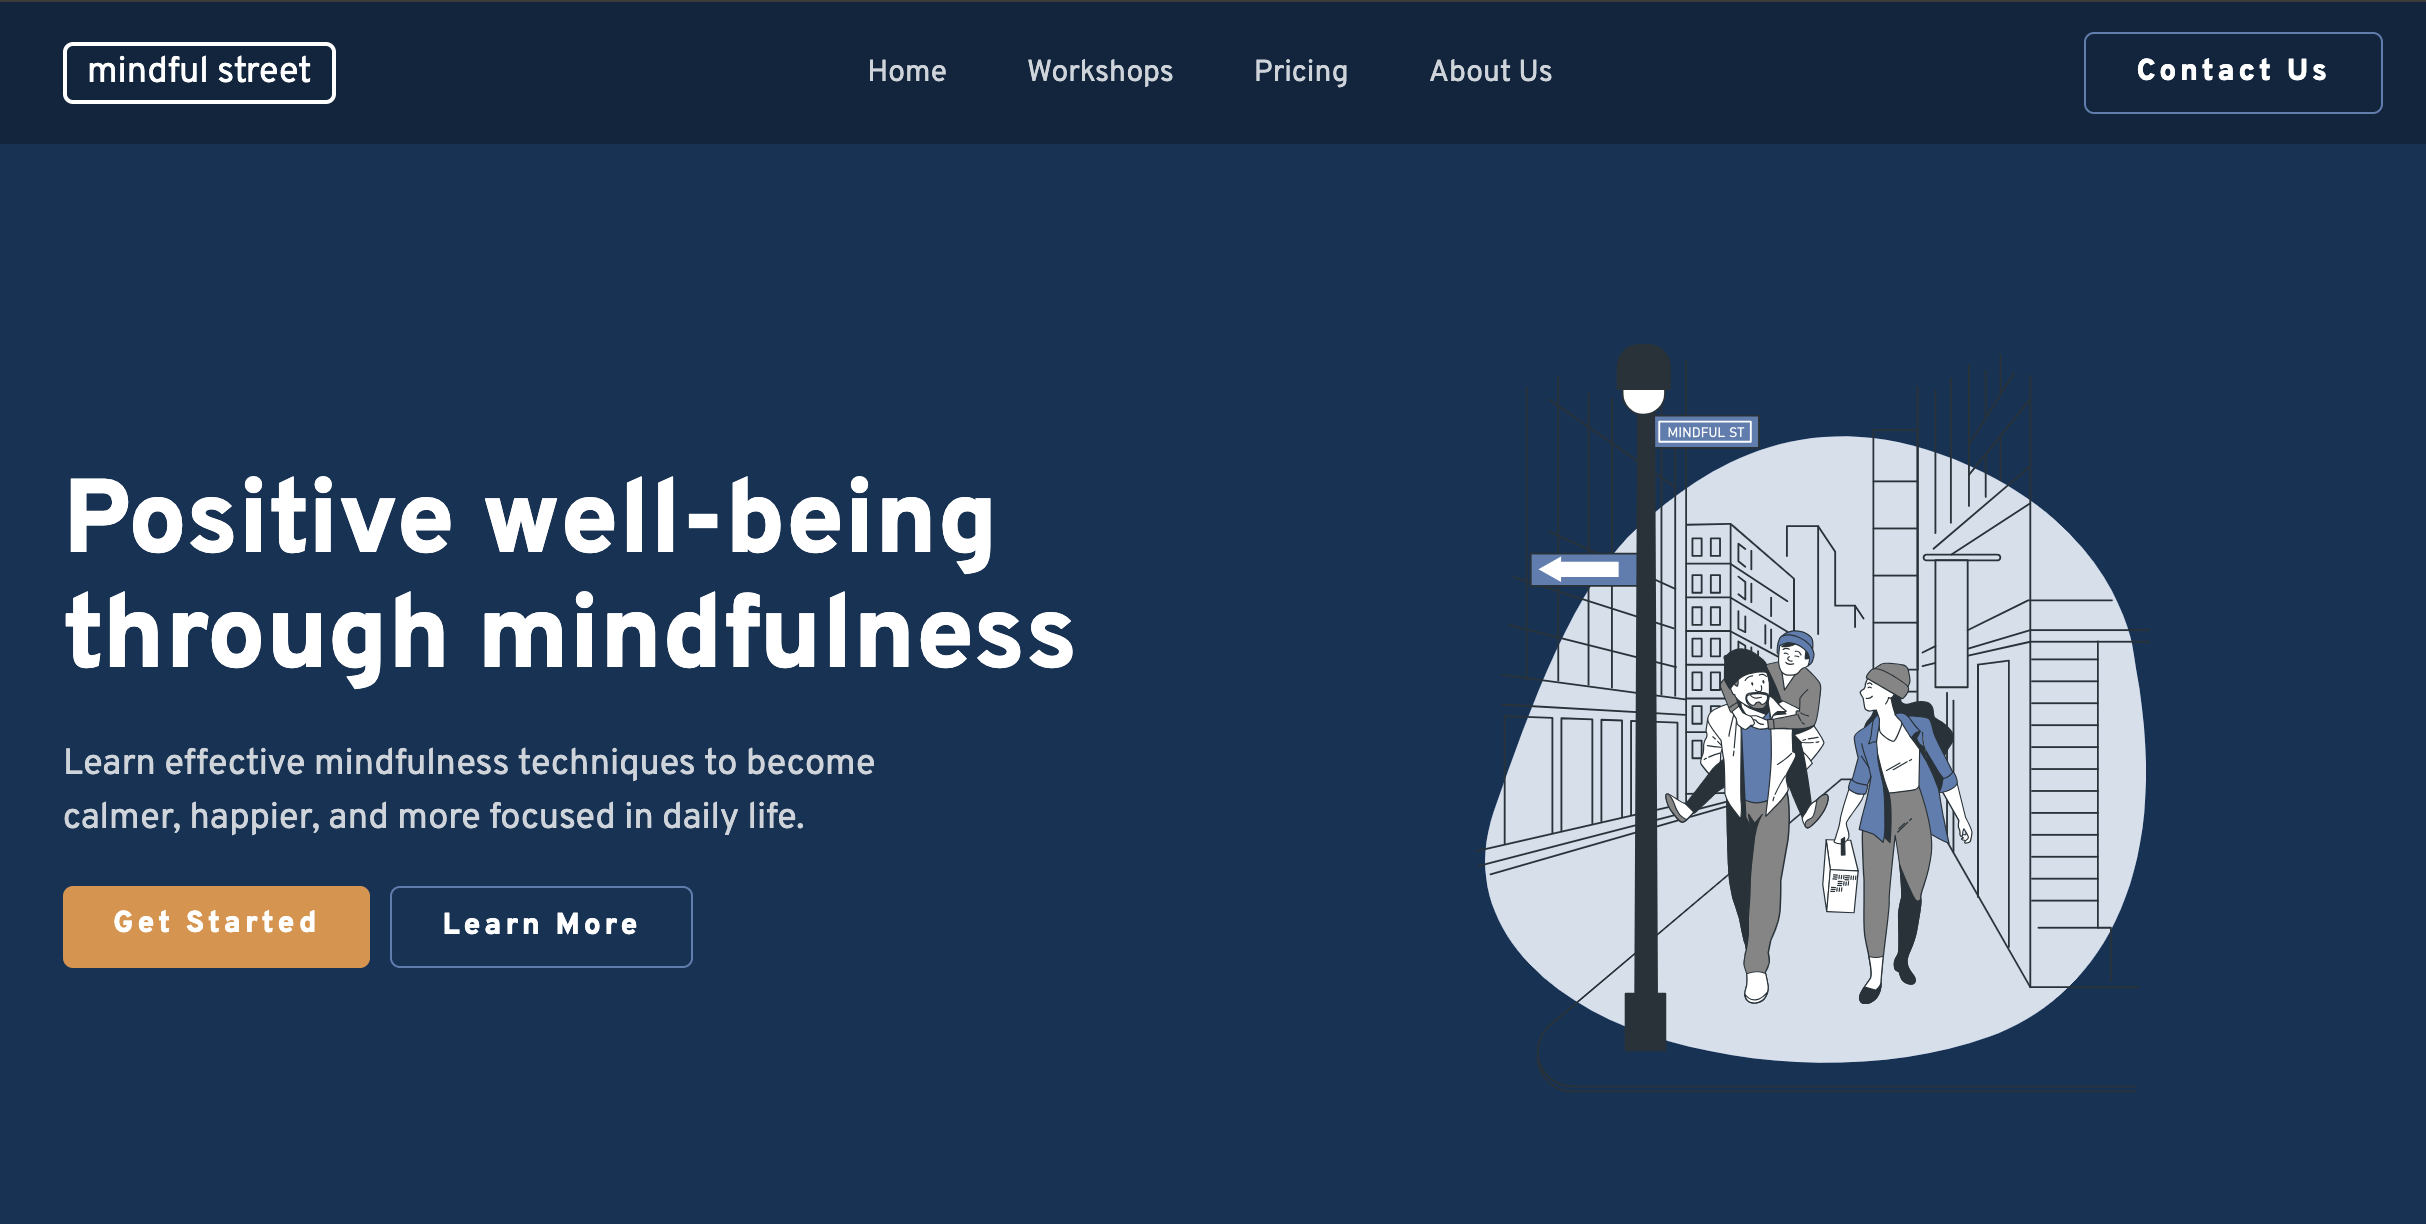 mindful street
Home
Workshops
Pricing
About Us
Contact Us
MINDFUL ST
Positive well-being
through mindfulness
Learn effective mindfulness techniques to become
calmer, happier, and more focused in daily life.
Get Started
Learn More